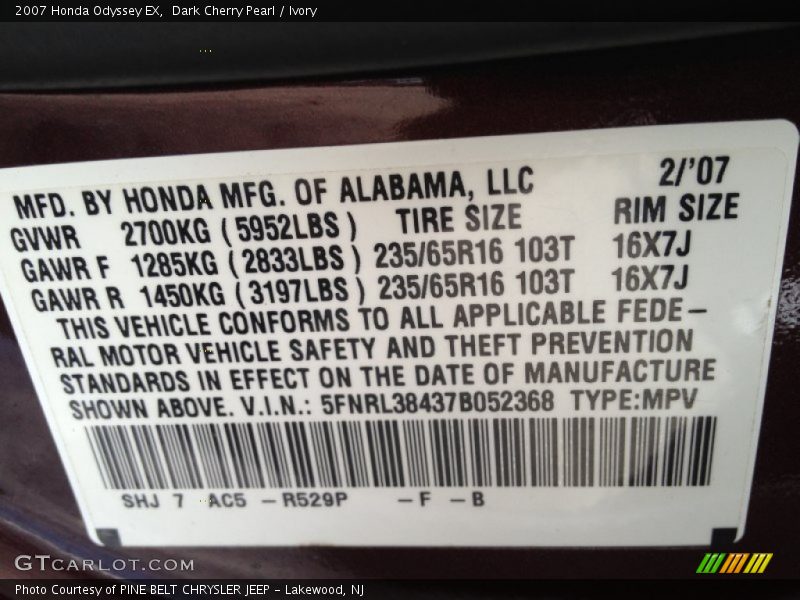 2007 Honda Odyssey EX,  Dark Cherry Pearl / Ivory
2/'07
MFD. BY HONDA MFG. OF ALABAMA, LLC
GVWR 2700KG (5952LBS) TIRE SIZE RIM SIZE
GAWR F 1285KG (2833LBS) 235/65R16 103T 16X7J
GAWR R 1450KG (3197LBS) 235/65R16 103T 16X7J
THIS VEHICLE CONFORMS TO ALL APPLICABLE FEDE-
RAL MOTOR VEHICLE SAFETY AND THEFT PREVENTION
STANDARDS IN EFFECT ON THE DATE OF MANUFACTURE
SHOWN ABOVE. V.I.N.: 5FNRL38437B052368 TYPE:MPV
SHJ 7 AC5 -R529P -F -B
GTcarlot.com
Photo Courtesy of PINE BELT CHRYSLER JEEP - Lakewood, NJ